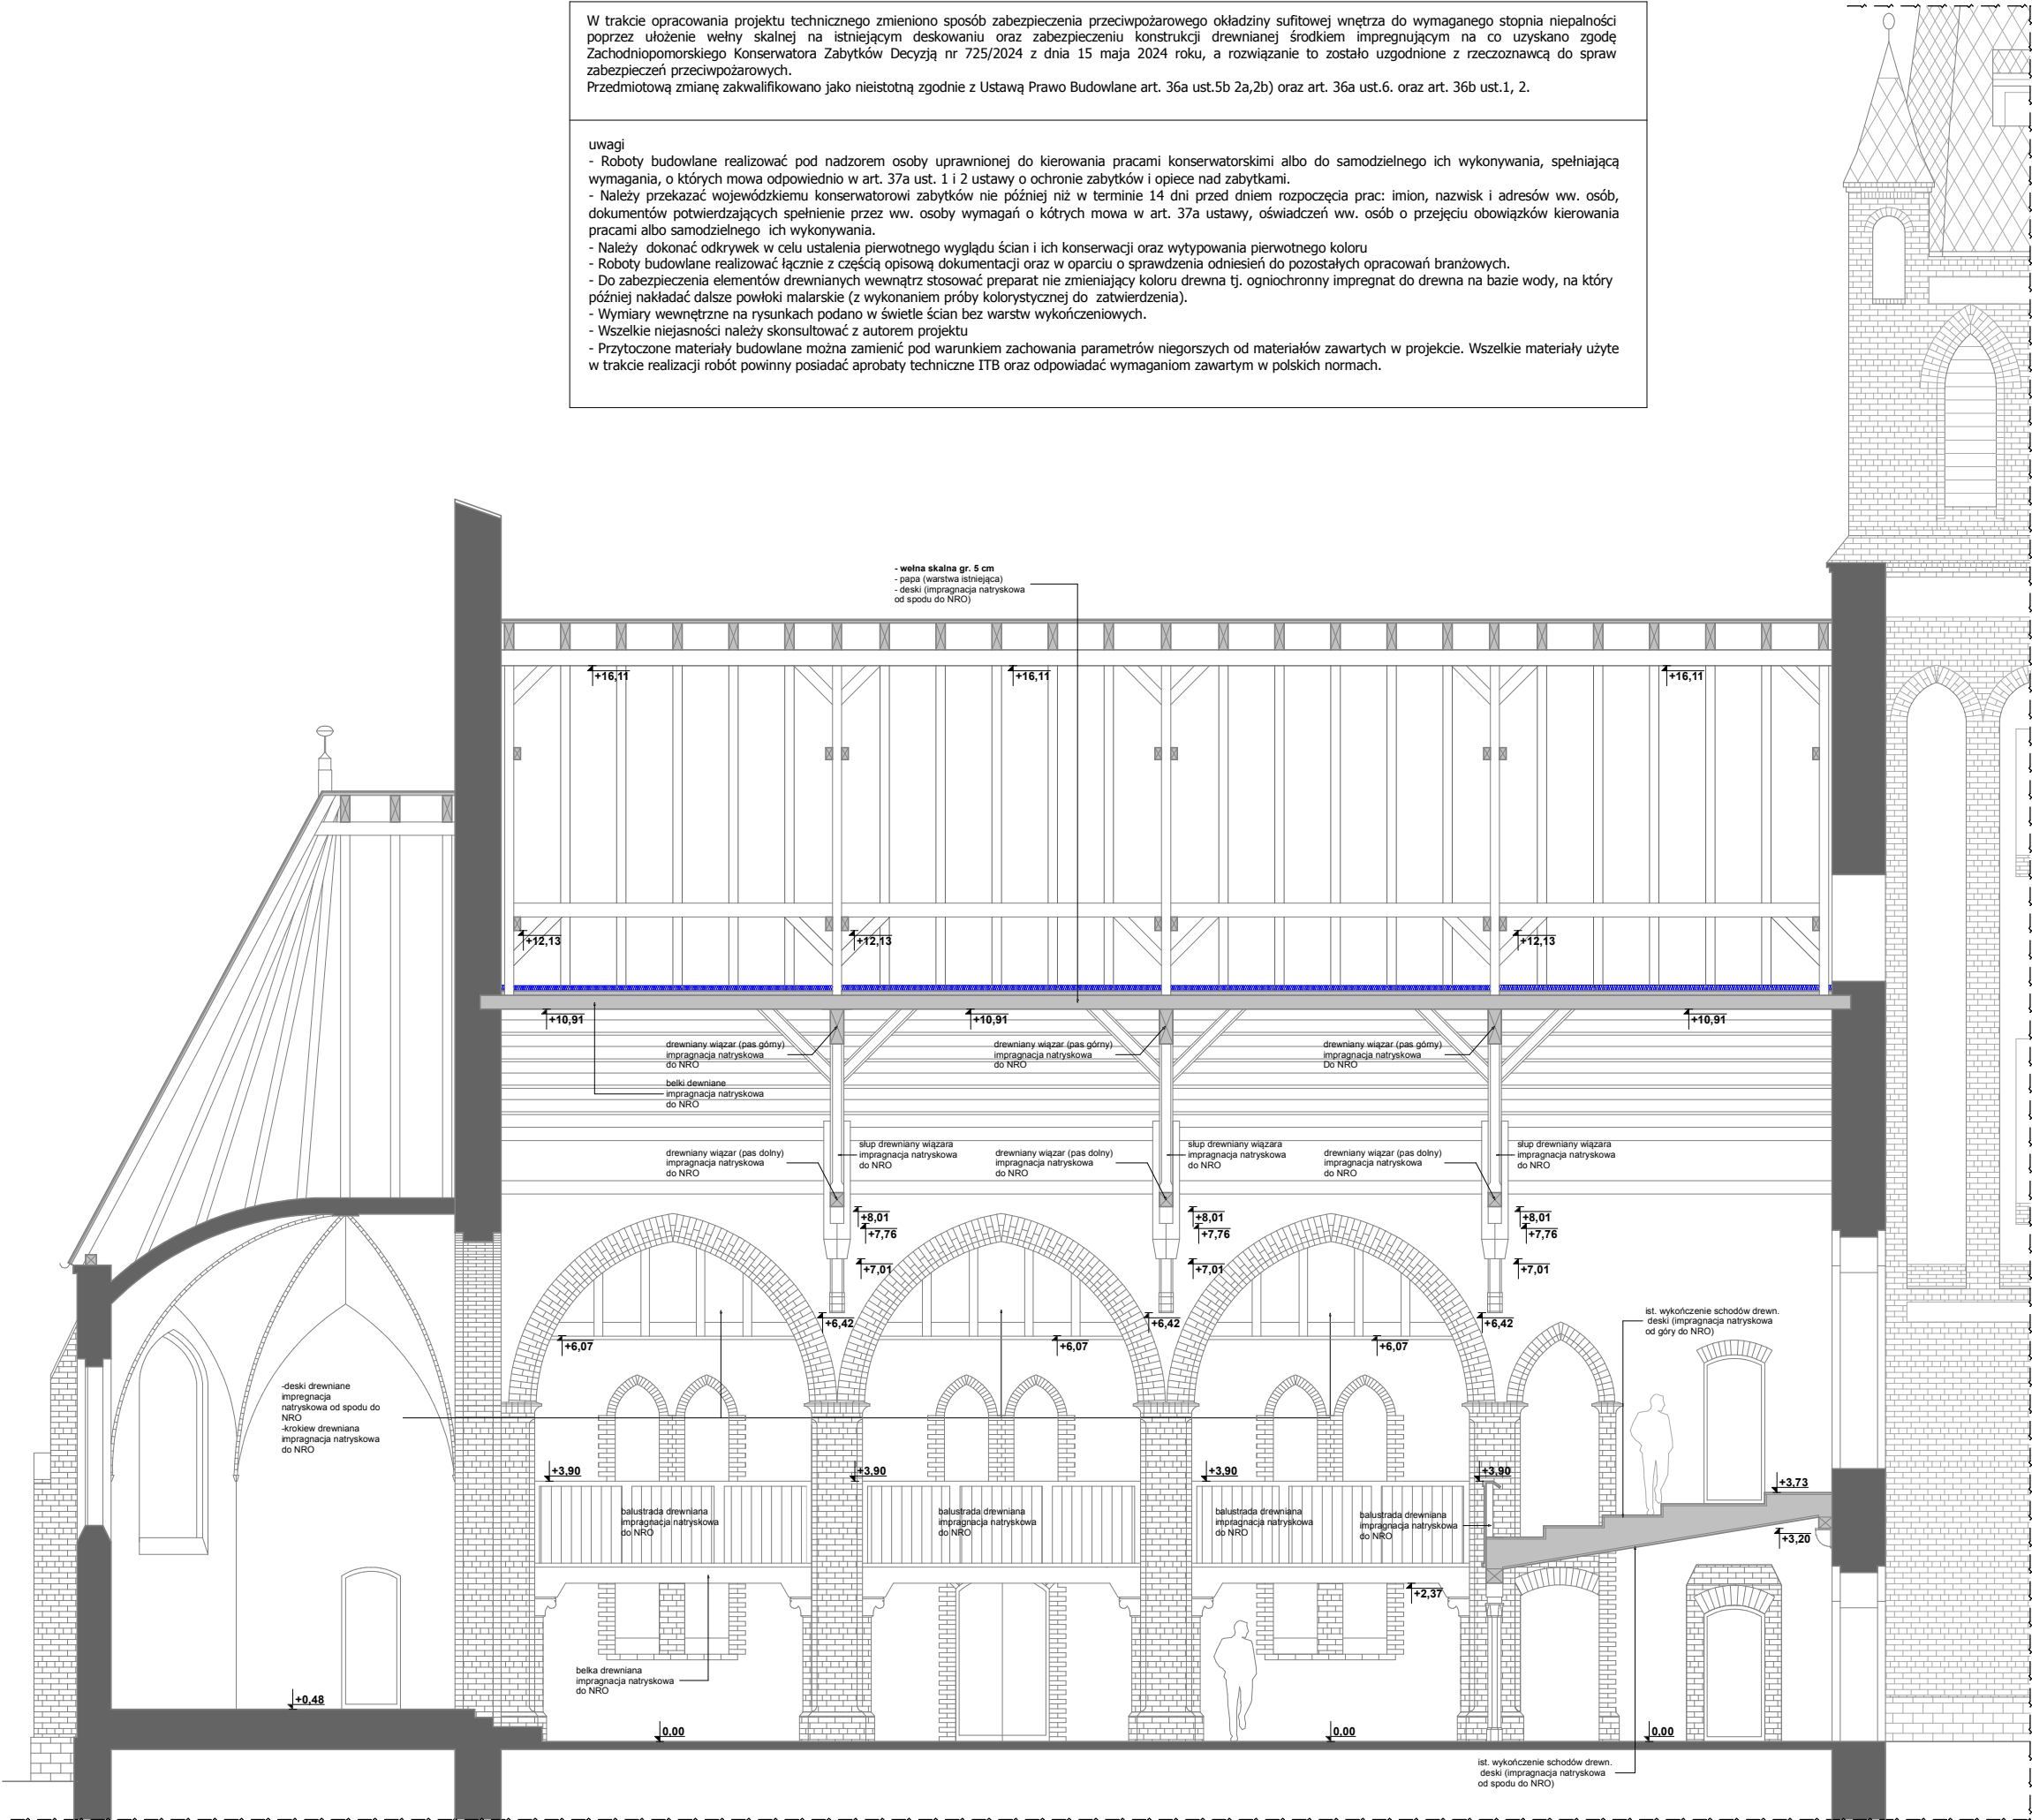 W trakcie opracowania projektu technicznego zmieniono sposób zabezpieczenia przeciwpożarowego okładziny sufitowej wnętrza do wymaganego stopnia niepalności
poprzez ułożenie wełny skalnej na istniejącym deskowaniu oraz zabezpieczeniu konstrukcji drewnianej środkiem impregnującym na co uzyskano zgodę
Zachodniopomorskiego Konserwatora Zabytków Decyzją nr 725/2024 z dnia 15 maja 2024 roku, a rozwiązanie to zostało uzgodnione z rzeczoznawcą do spraw
zabezpieczeń przeciwpożarowych.
Przedmiotową zmianę zakwalifikowano jako nieistotną zgodnie z Ustawą Prawo Budowlane art. 36a ust.5b 2a,2b) oraz art. 36a ust.6. oraz art. 36b ust.1, 2.
uwagi
- Roboty budowlane realizować pod nadzorem osoby uprawnionej do kierowania pracami konserwatorskimi albo do samodzielnego ich wykonywania, spełniającą
wymagania, o których mowa odpowiednio w art. 37a ust. 1 i 2 ustawy o ochronie zabytków i opiece nad zabytkami.
- Należy przekazać wojewódzkiemu konserwatorowi zabytków nie później niż w terminie 14 dni przed dniem rozpoczęcia prac: imion, nazwisk i adresów ww. osób,
dokumentów potwierdzających spełnienie przez ww. osoby wymagań o kótrych mowa w art. 37a ustawy, oświadczeń ww. osób o przejęciu obowiązków kierowania
pracami albo samodzielnego ich wykonywania.
- Należy dokonać odkrywek w celu ustalenia pierwotnego wyglądu ścian i ich konserwacji oraz wytypowania pierwotnego koloru
- Roboty budowlane realizować łącznie z częścią opisową dokumentacji oraz w oparciu o sprawdzenia odniesień do pozostałych opracowań branżowych.
- Do zabezpieczenia elementów drewnianych wewnątrz stosować preparat nie zmieniający koloru drewna tj. ogniochronny impregnat do drewna na bazie wody, na który
później nakładać dalsze powłoki malarskie (z wykonaniem próby kolorystycznej do zatwierdzenia).
- Wymiary wewnętrzne na rysunkach podano w świetle ścian bez warstw wykończeniowych.
- Wszelkie niejasności należy skonsultować z autorem projektu
- Przytoczone materiały budowlane można zamienić pod warunkiem zachowania parametrów niegorszych od materiałów zawartych w projekcie. Wszelkie materiały użyte
w trakcie realizacji robót powinny posiadać aprobaty techniczne ITB oraz odpowiadać wymaganiom zawartym w polskich normach.
- wełna skalna gr. 5 cm
- papa (warstwa istniejąca)
- deski (impragnacja natryskowa
od spodu do NRO)
+16,11
+16,11
+16,11
+12,13
+12,13
+12,13
+10,91
+10,91
+10,91
drewniany wiązar (pas górny)
impragnacja natryskowa
do NRO
drewniany wiązar (pas górny)
impragnacja natryskowa
do NRO
drewniany wiązar (pas górny)
impragnacja natryskowa
Do NRO
belki dewniane
impragnacja natryskowa
do NRO
drewniany wiązar (pas dolny)
impragnacja natryskowa
do NRO
słup drewniany wiązara
impragnacja natryskowa
do NRO
drewniany wiązar (pas dolny)
impragnacja natryskowa
do NRO
słup drewniany wiązara
impragnacja natryskowa
do NRO
drewniany wiązar (pas dolny)
impragnacja natryskowa
do NRO
słup drewniany wiązara
impragnacja natryskowa
do NRO
+8,01
+8,01
+8,01
+7,76
+7,76
+7,76
+7,01
+7,01
+7,01
+6,42
+6,42
+6,42
+6,07
+6,07
+6,07
ist. wykończenie schodów drewn.
deski (impragnacja natryskowa
od góry do NRO)
-deski drewniane
impregnacja
natryskowa od spodu do
NRO
-krokiew drewniana
impragnacja natryskowa
do NRO
+3,90
+3,90
+3,90
+3,90
+3,73
balustrada drewniana
impragnacja natryskowa
do NRO
balustrada drewniana
impragnacja natryskowa
do NRO
balustrada drewniana
impragnacja natryskowa
do NRO
balustrada drewniana
impragnacja natryskowa
do NRO
+3,20
+2,37
belka drewniana
impragnacja natryskowa
do NRO
+0,48
0,00
0,00
0,00
ist. wykończenie schodów drewn.
deski (impragnacja natryskowa
od spodu do NRO)